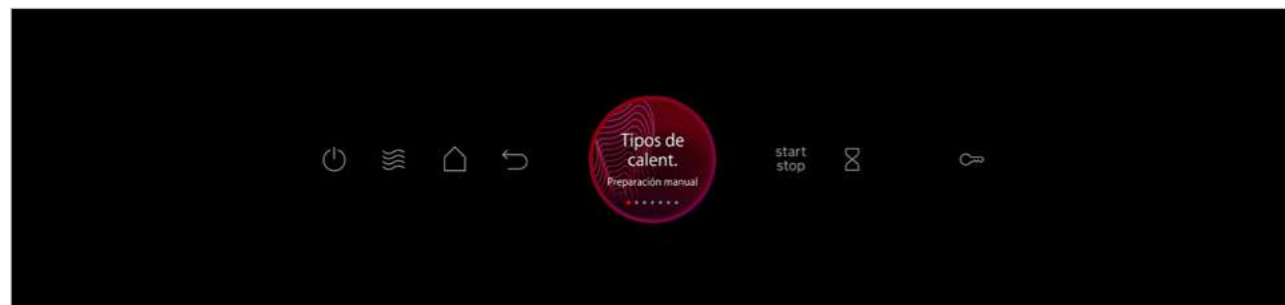 Tipos de
calent.
Preparación manual
start
stop